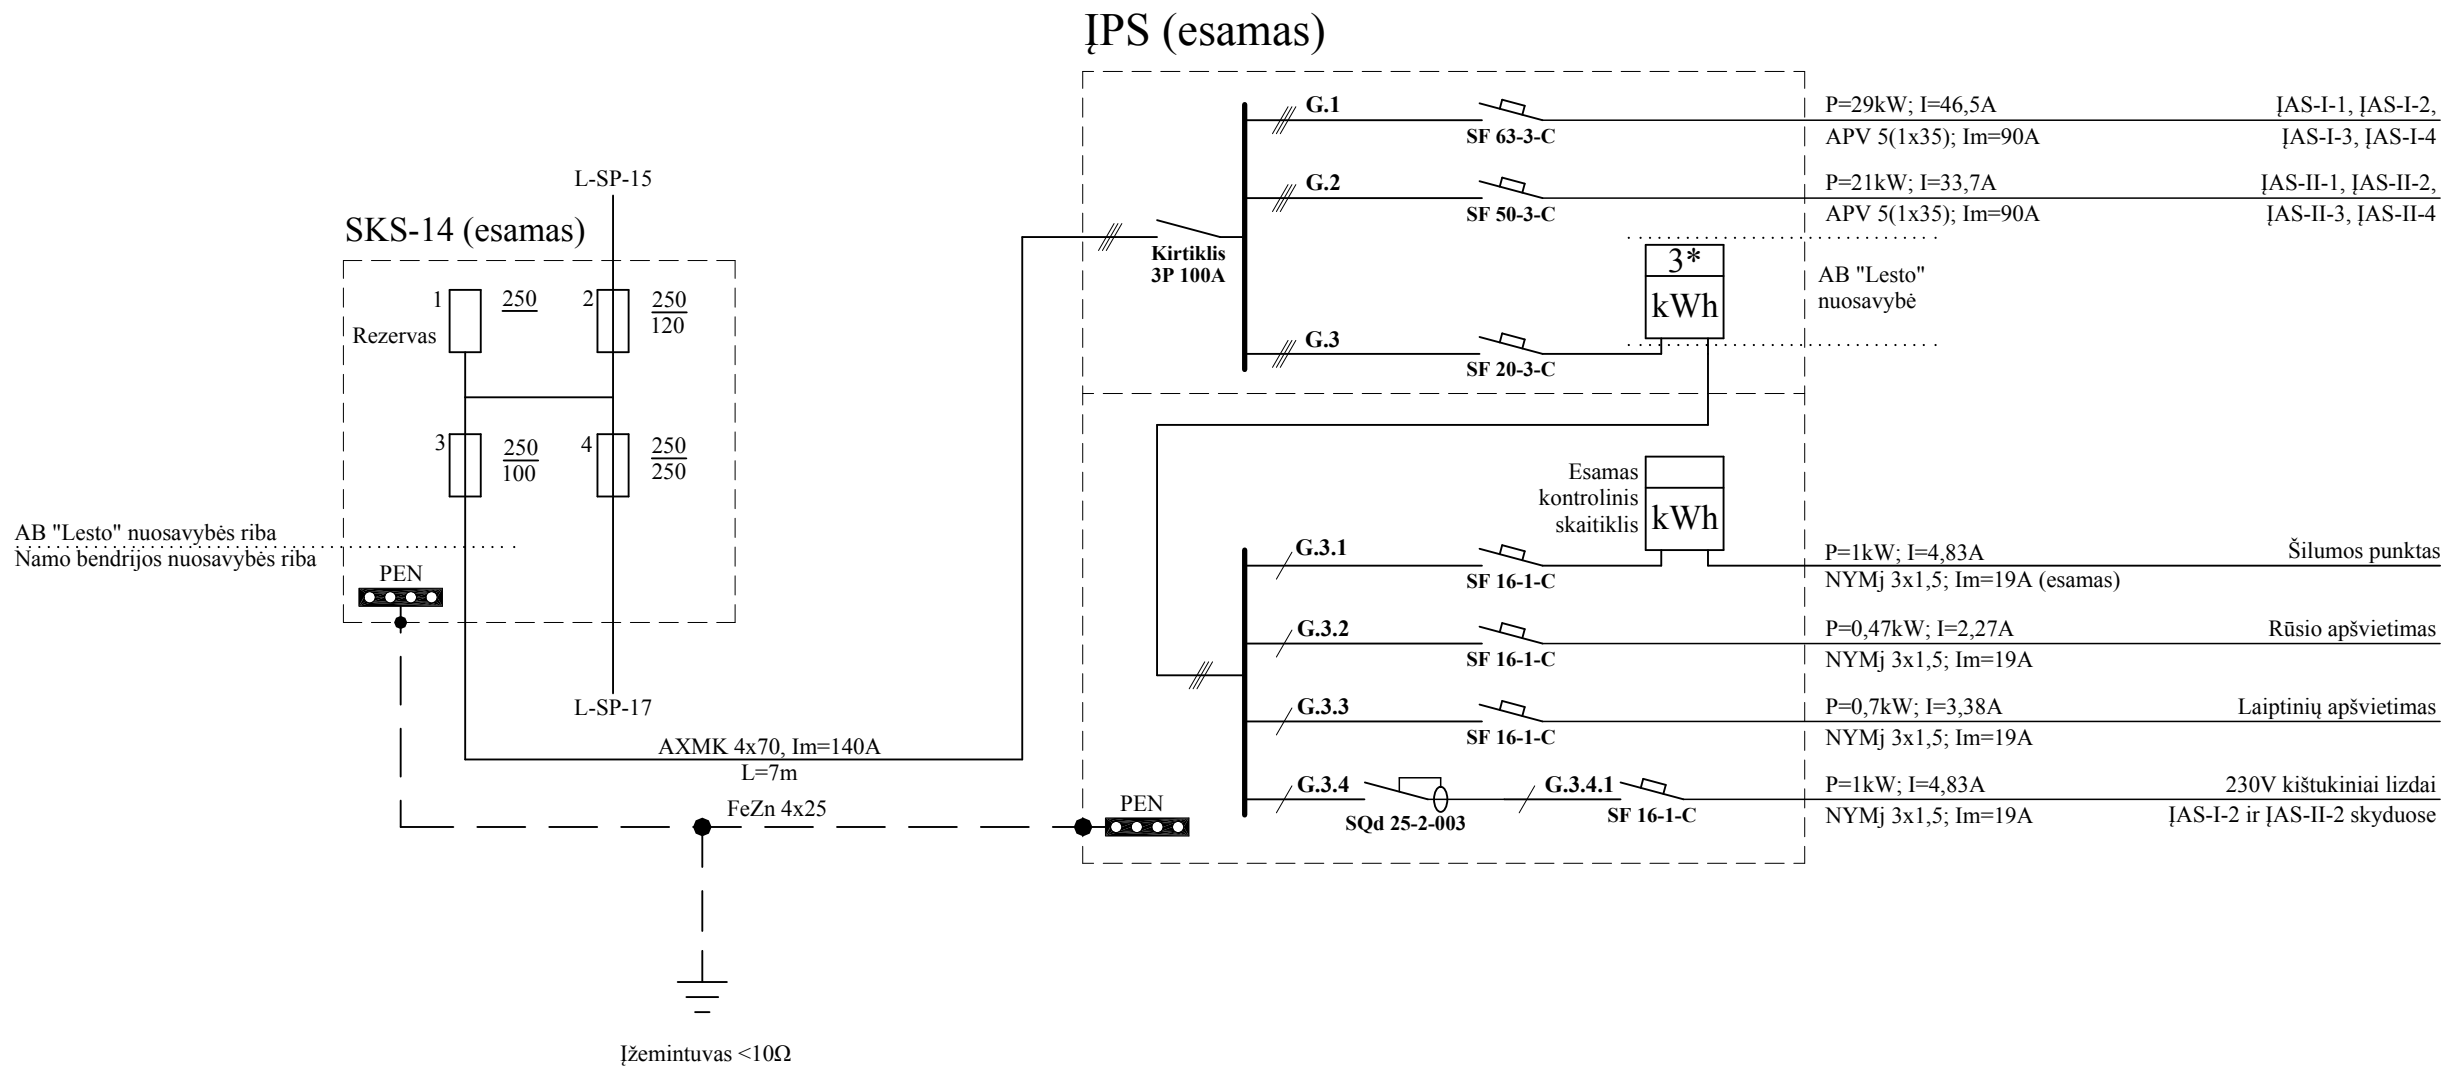 ĮPS (esamas)
G.1
SF 63-3-C
P=29kW; I=46,5A
APV 5(1x35); Im=90A
ĮAS-I-1, ĮAS-I-2,
ĮAS-I-3, ĮAS-I-4
G.2
SF 50-3-C
P=21kW; I=33,7A
APV 5(1x35); Im=90A
ĮAS-II-1, ĮAS-II-2,
ĮAS-II-3, ĮAS-II-4
Kirtiklis
3P 100A
3*
kWh
AB "Lesto"
nuosavybė
G.3
SF 20-3-C
L-SP-15
SKS-14 (esamas)
1
250
2
250
120
Rezervas
3
250
100
4
250
250
AB "Lesto" nuosavybės riba
Namo bendrijos nuosavybės riba
PEN
L-SP-17
AXMK 4x70, Im=140A
L=7m
FeZn 4x25
Įžemintuvas <10Ω
Esamas
kontrolinis
skaitiklis
kWh
G.3.1
SF 16-1-C
P=1kW; I=4,83A
NYMj 3x1,5; Im=19A (esamas)
Šilumos punktas
G.3.2
SF 16-1-C
P=0,47kW; I=2,27A
NYMj 3x1,5; Im=19A
Rūsio apšvietimas
G.3.3
SF 16-1-C
P=0,7kW; I=3,38A
NYMj 3x1,5; Im=19A
Laiptinių apšvietimas
PEN
G.3.4
SQd 25-2-003
G.3.4.1
SF 16-1-C
P=1kW; I=4,83A
NYMj 3x1,5; Im=19A
230V kištukiniai lizdai
ĮAS-I-2 ir ĮAS-II-2 skyduose